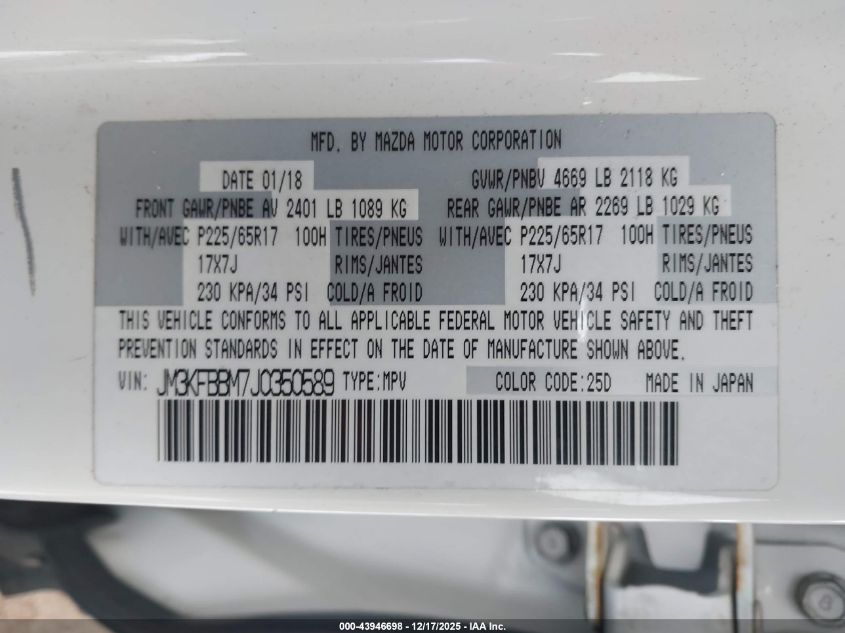 MFD. BY MAZDA MOTOR CORPORATION
DATE 01/18 GVWR/PNBV 4669 LB 2118 KG
FRONT GAWR/PNBE AV 2401 LB 1089 KG REAR GAWR/PNBE AR 2269 LB 1029 KG
WITH/AVEC P225/65R17 100H TIRES/PNEUS WITH/AVEC P225/65R17 100H TIRES/PNEUS
17X7J RIMS/JANTES 17X7J RIMS/JANTES
230 KPA/34 PSI COLD/A FROID 230 KPA/34 PSI COLD/A FROID
THIS VEHICLE CONFORMS TO ALL APPLICABLE FEDERAL MOTOR VEHICLE SAFETY AND THEFT
PREVENTION STANDARDS IN EFFECT ON THE DATE OF MANUFACTURE SHOWN ABOVE.
VIN: JM3KFBBM7J0350589 TYPE:MPV COLOR CODE:25D MADE IN JAPAN
000-43946698 - 12/17/2025 - IAA Inc.